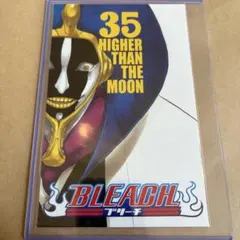 35
HIGHER
THAN
THE
MOON
BLEACH
ブリーチ